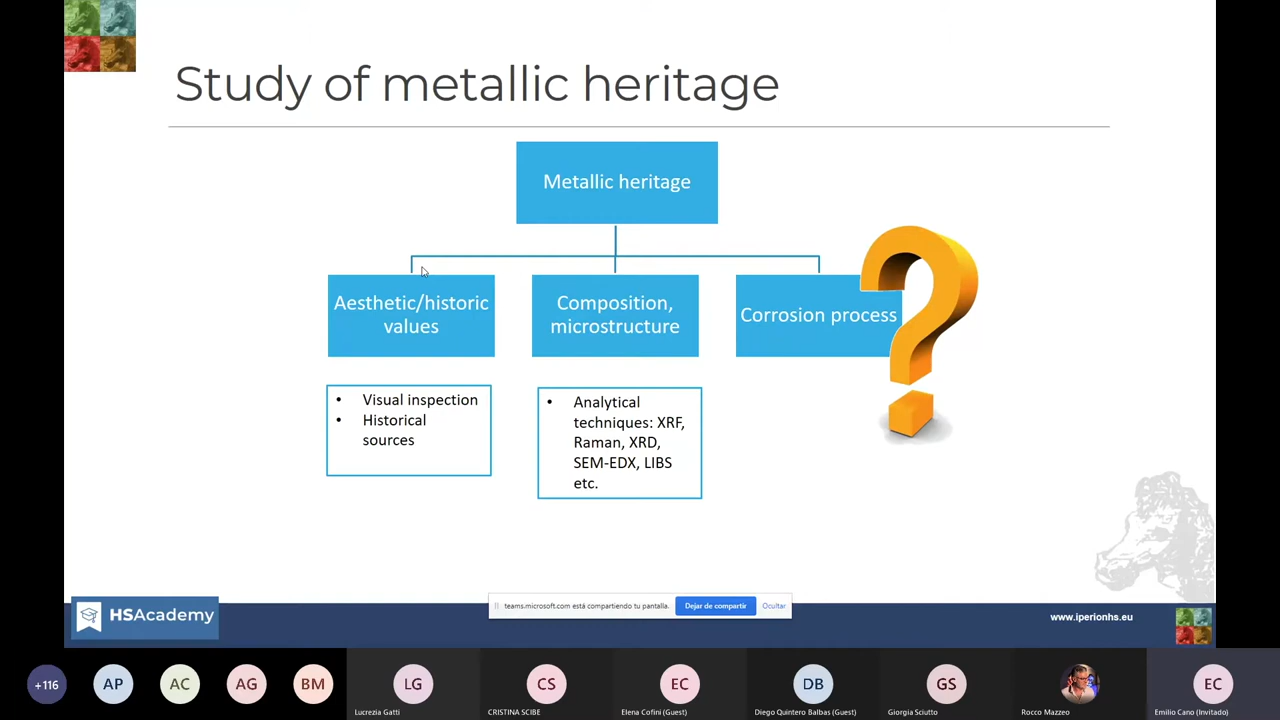 Study of metallic heritage
Metallic heritage
Aesthetic/historic
values
Composition,
microstructure
Corrosion process
• Visual inspection
• Historical
sources
• Analytical
techniques: XRF,
Raman, XRD,
SEM-EDX, LIBS
etc.
HSAcademy
teams.microsoft.com está compartiendo tu pantalla.
Dejar de compartir
Ocultar
www.iperionhs.eu
+116
AP
AC
AG
BM
LG
CS
EC
DB
GS
EC
Lucrezia Gatti
CRISTINA SCIBE
Elena Cofini (Guest)
Diego Quintero Balbas (Guest)
Giorgia Sciutto
Rocco Mazzeo
Emilio Cano (Invitado)